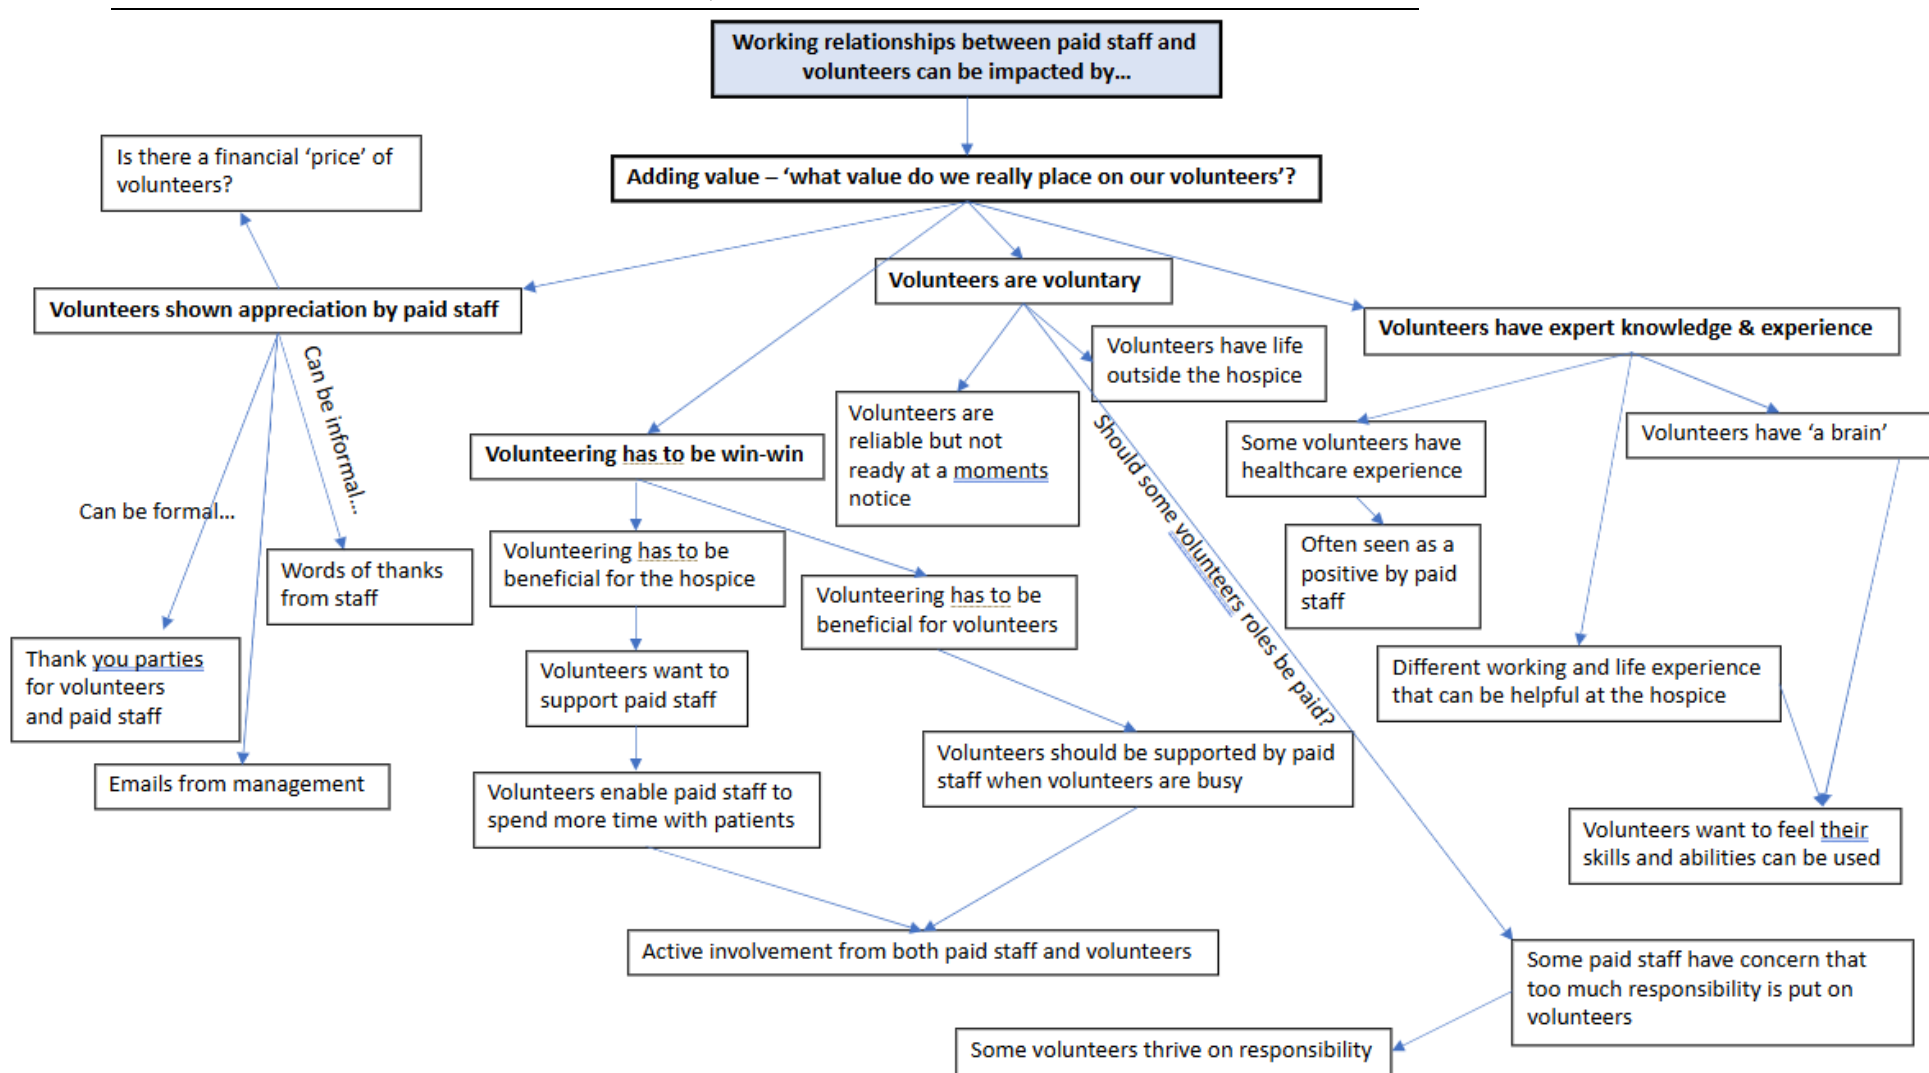 Working relationships between paid staff and
volunteers can be impacted by...
Is there a financial ‘price’ of
volunteers?
Adding value – ‘what value do we really place on our volunteers’?
Volunteers shown appreciation by paid staff
Volunteers are voluntary
Volunteers have expert knowledge & experience
Can be informal...
Can be formal...
Words of thanks
from staff
Thank you parties
for volunteers
and paid staff
Emails from management
Volunteering has to be win-win
Volunteering has to be
beneficial for the hospice
Volunteers want to
support paid staff
Volunteers enable paid staff to
spend more time with patients
Volunteering has to be
beneficial for volunteers
Volunteers should be supported by paid
staff when volunteers are busy
Active involvement from both paid staff and volunteers
Volunteers are
reliable but not
ready at a moments
notice
Volunteers have life
outside the hospice
Should some volunteers roles be paid?
Some volunteers have
healthcare experience
Often seen as a
positive by paid
staff
Volunteers have ‘a brain’
Different working and life experience
that can be helpful at the hospice
Volunteers want to feel their
skills and abilities can be used
Some paid staff have concern that
too much responsibility is put on
volunteers
Some volunteers thrive on responsibility